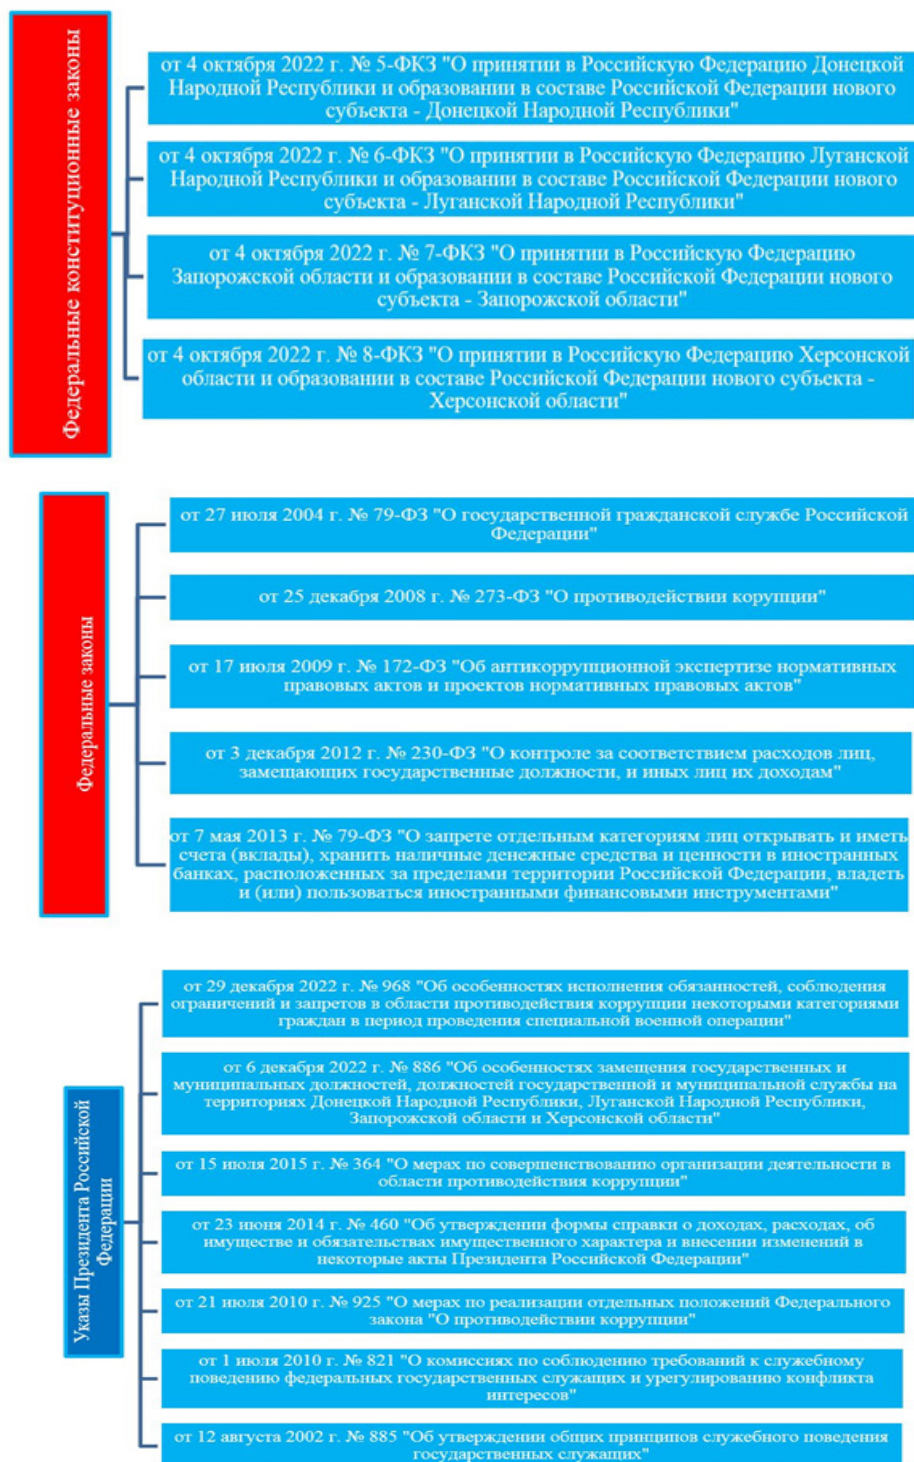 Федеральные конституционные законы
от 4 октября 2022 г. № 5-ФКЗ "О принятии в Российскую Федерацию Донецкой
Народной Республики и образовании в составе Российской Федерации нового
субъекта - Донецкой Народной Республики"
от 4 октября 2022 г. № 6-ФКЗ "О принятии в Российскую Федерацию Луганской
Народной Республики и образовании в составе Российской Федерации нового
субъекта - Луганской Народной Республики"
от 4 октября 2022 г. № 7-ФКЗ "О принятии в Российскую Федерацию
Запорожской области и образовании в составе Российской Федерации нового
субъекта - Запорожской области"
от 4 октября 2022 г. № 8-ФКЗ "О принятии в Российскую Федерацию Херсонской
области и образовании в составе Российской Федерации нового субъекта -
Херсонской области"
Федеральные законы
от 27 июля 2004 г. № 79-ФЗ "О государственной гражданской службе Российской
Федерации"
от 25 декабря 2008 г. № 273-ФЗ "О противодействии корупции"
от 17 июля 2009 г. № 172-ФЗ "Об антикоррупционной экспертизе нормативных
правовых актов и проектов нормативных правовых актов"
от 3 декабря 2012 г. № 230-ФЗ "О контроле за соответствием расходов лиц,
замещающих государственные должности, и иных лиц их доходам"
от 7 мая 2013 г. № 79-ФЗ "О запрете отдельным категориям лиц открывать и иметь
счета (вклады), хранить наличные денежные средства и ценности в иностранных
банках, расположенных за пределами территории Российской Федерации, владеть
и (или) пользоваться иностранными финансовыми инструментами"
Указы Президента Российской
Федерации
от 29 декабря 2022 г. № 968 "Об особенностях исполнения обязанностей, соблюдения
ограничений и запретов в области противодействия коррупции некоторыми категориями
граждан в период проведения специальной военной операции"
от 6 декабря 2022 г. № 886 "Об особенностях замещения государственных и
муниципальных должностей, должностей государственной и муниципальной службы на
территориях Донецкой Народной Республики, Луганской Народной Республики,
Запорожской области и Херсонской области"
от 15 июля 2015 г. № 364 "О мерах по совершенствованию организации деятельности в
области противодействия коррупции"
от 23 июня 2014 г. № 460 "Об утверждении формы справки о доходах, расходах, об
имуществе и обязательствах имущественного характера и внесении изменений в
некоторые акты Президента Российской Федерации"
от 21 июля 2010 г. № 925 "О мерах по реализации отдельных положений Федерального
закона "О противодействии коррупции"
от 1 июля 2010 г. № 821 "О комиссиях по соблюдению требований к служебному
поведению федеральных государственных служащих и урегулированию конфликта
интересов"
от 12 августа 2002 г. № 885 "Об утверждении общих принципов служебного поведения
государственных служащих"